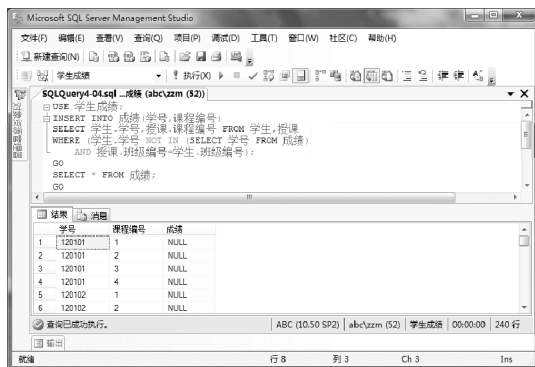 Microsoft SQL Server Management Studio
文件(F) 编辑(E) 查看(V) 查询(Q) 项目(P) 调试(D) 工具(T) 窗口(W) 社区(C) 帮助(H)
新建查询(N)
学生成绩 执行(X)
SQLQuery4-04.sql ...成绩 (abc\zzm (52))
USE 学生成绩;
INSERT INTO 成绩(学号,课程编号)
SELECT 学生.学号,授课.课程编号 FROM 学生,授课
WHERE (学生.学号 NOT IN (SELECT 学号 FROM 成绩)
AND 授课.班级编号=学生.班级编号);
GO
SELECT * FROM 成绩;
GO
结果 消息
学号 课程编号 成绩
1 120101 1 NULL
2 120101 2 NULL
3 120101 3 NULL
4 120101 4 NULL
5 120102 1 NULL
6 120102 2 NULL
查询已成功执行。 ABC (10.50 SP2) abc\zzm (52) 学生成绩 00:00:00 240 行
输出
就绪 行 8 列 3 Ch 3 Ins